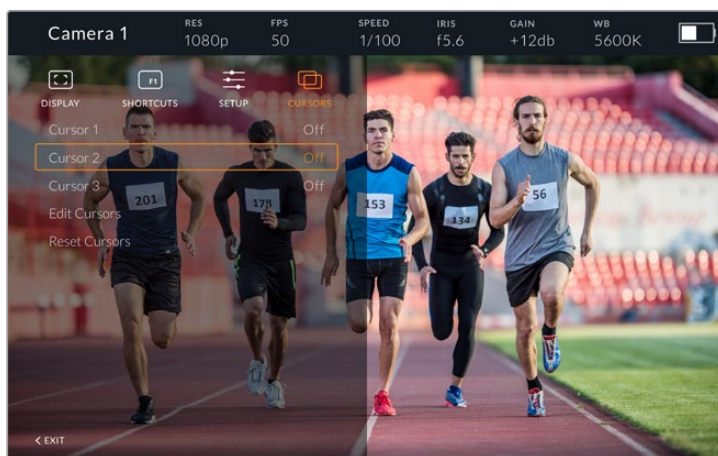 Camera 1
RES FPS SPEED IRIS GAIN WB
1080p 50 1/100 f5.6 +12db 5600K
F1
DISPLAY SHORTCUTS SETUP CURSORS
Cursor 1 Off
Cursor 2 Off
Cursor 3 Off
Edit Cursors
Reset Cursors
201
178
153
134
56
< EXIT